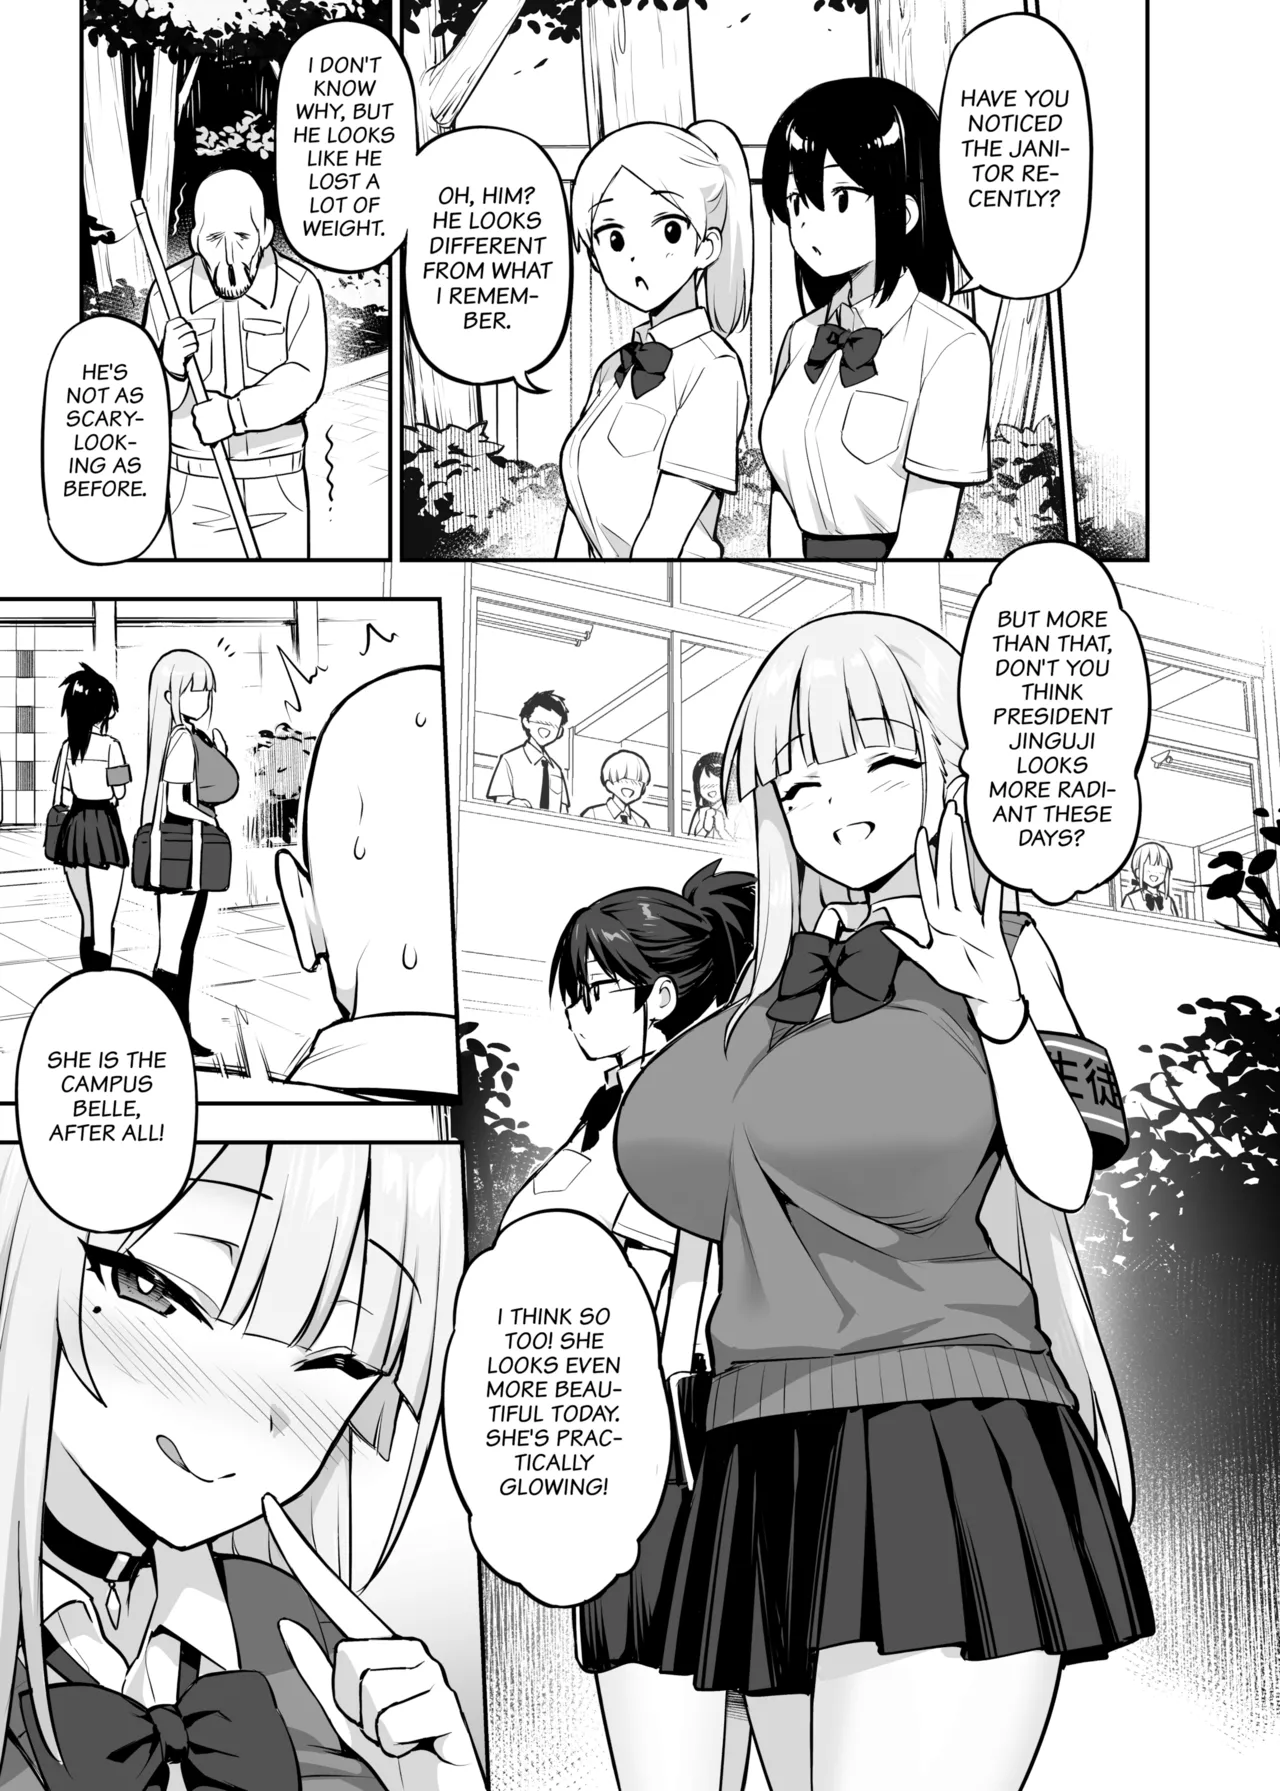 HAVE YOU
NOTICED
THE JANI-
TOR RE-
CENTLY?
OH, HIM?
HE LOOKS
DIFFERENT
FROM WHAT
I REMEM-
BER.
I DON'T
KNOW
WHY, BUT
HE LOOKS
LIKE HE
LOST A
LOT OF
WEIGHT.
HE'S
NOT AS
SCARY-
LOOK-
ING AS
BEFORE.
BUT MORE
THAN THAT,
DON'T YOU
THINK
PRESIDENT
JINGUJI
LOOKS
MORE RADI-
ANT THESE
DAYS?
生徒
I THINK SO
TOO! SHE
LOOKS EVEN
MORE BEAU-
TIFUL TODAY.
SHE'S PRAC-
TICALLY
GLOWING!
SHE IS THE
CAMPUS
BELLE,
AFTER ALL!